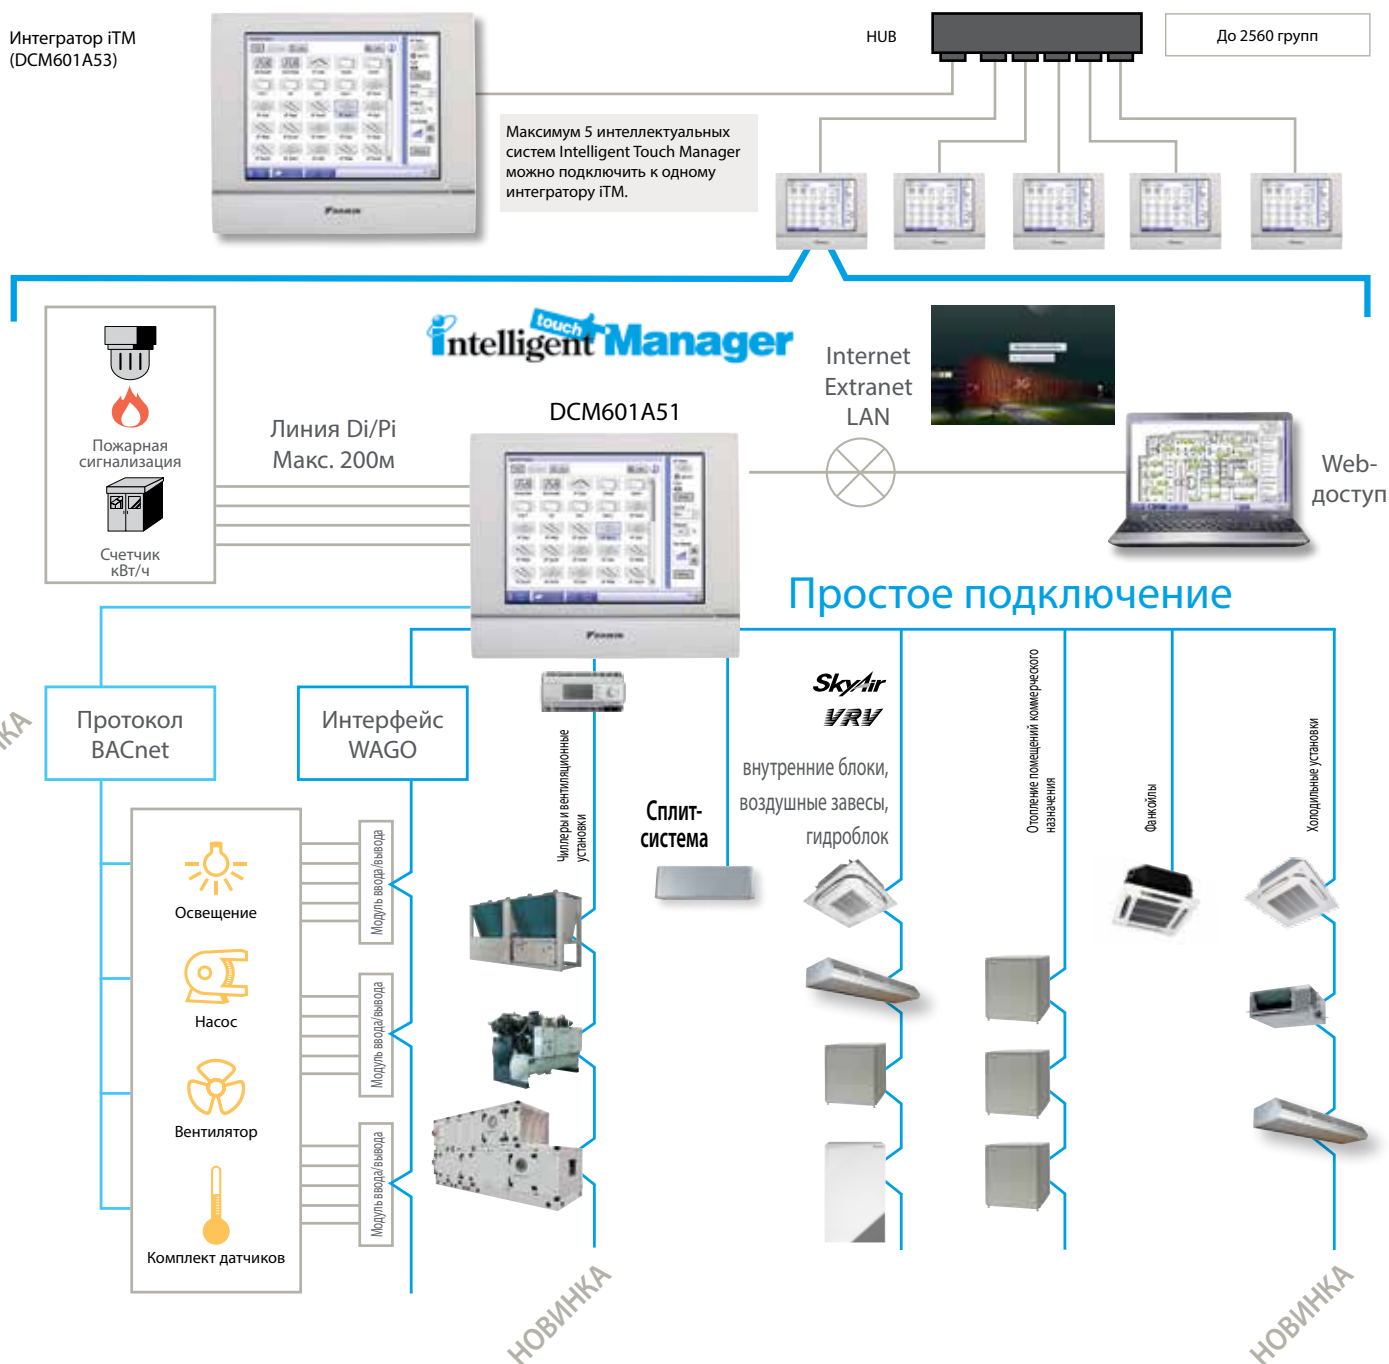 Интегратор iTM
(DCM601A53)
HUB
До 2560 групп
Максимум 5 интеллектуальных
систем Intelligent Touch Manager
можно подключить к одному
интегратору iTM.
DAIKIN
intelligent touch Manager
Internet
Extranet
LAN
Web-
доступ
Пожарная
сигнализация
Счетчик
кВт/ч
Линия Di/Pi
Макс. 200м
DCM601A51
DAIKIN
Простое подключение
Протокол
BACnet
Интерфейс
WAGO
Освещение
Насос
Вентилятор
Комплект датчиков
Модуль ввода/вывода
Модуль ввода/вывода
Модуль ввода/вывода
Чиллеры и вентиляционные
установки
Сплит-
система
SkyAir
VRV
внутренние блоки,
воздушные завесы,
гидроблок
Отопление помещений коммерческого
назначения
Фанкойлы
Холодильные установки
НОВИНКА
НОВИНКА